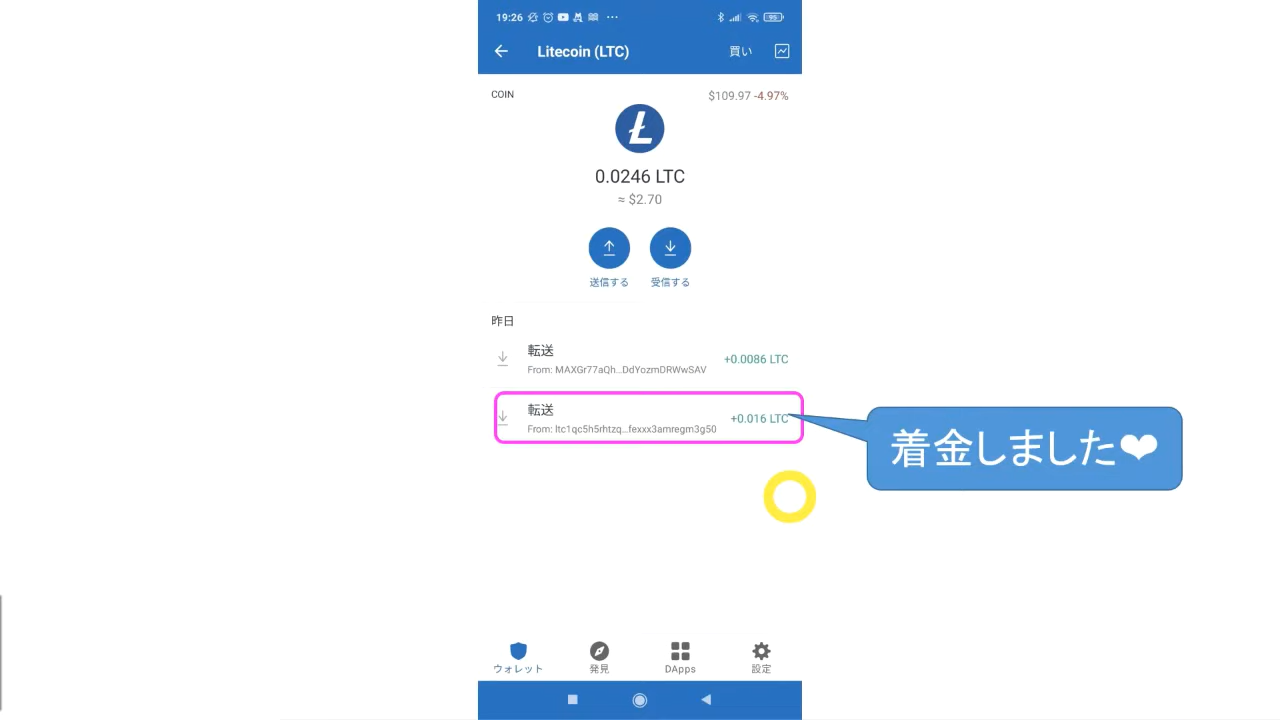 19:26
95
Litecoin (LTC)
買い
COIN
$109.97 -4.97%
0.0246 LTC
≈ $2.70
送信する
受信する
昨日
転送
+0.0086 LTC
From: MAXGr77aQh...DdYozmDRWwSAV
転送
+0.016 LTC
From: ltc1qc5h5rhtzq...fexxx3amregm3g50
着金しました❤
ウォレット
発見
DApps
設定